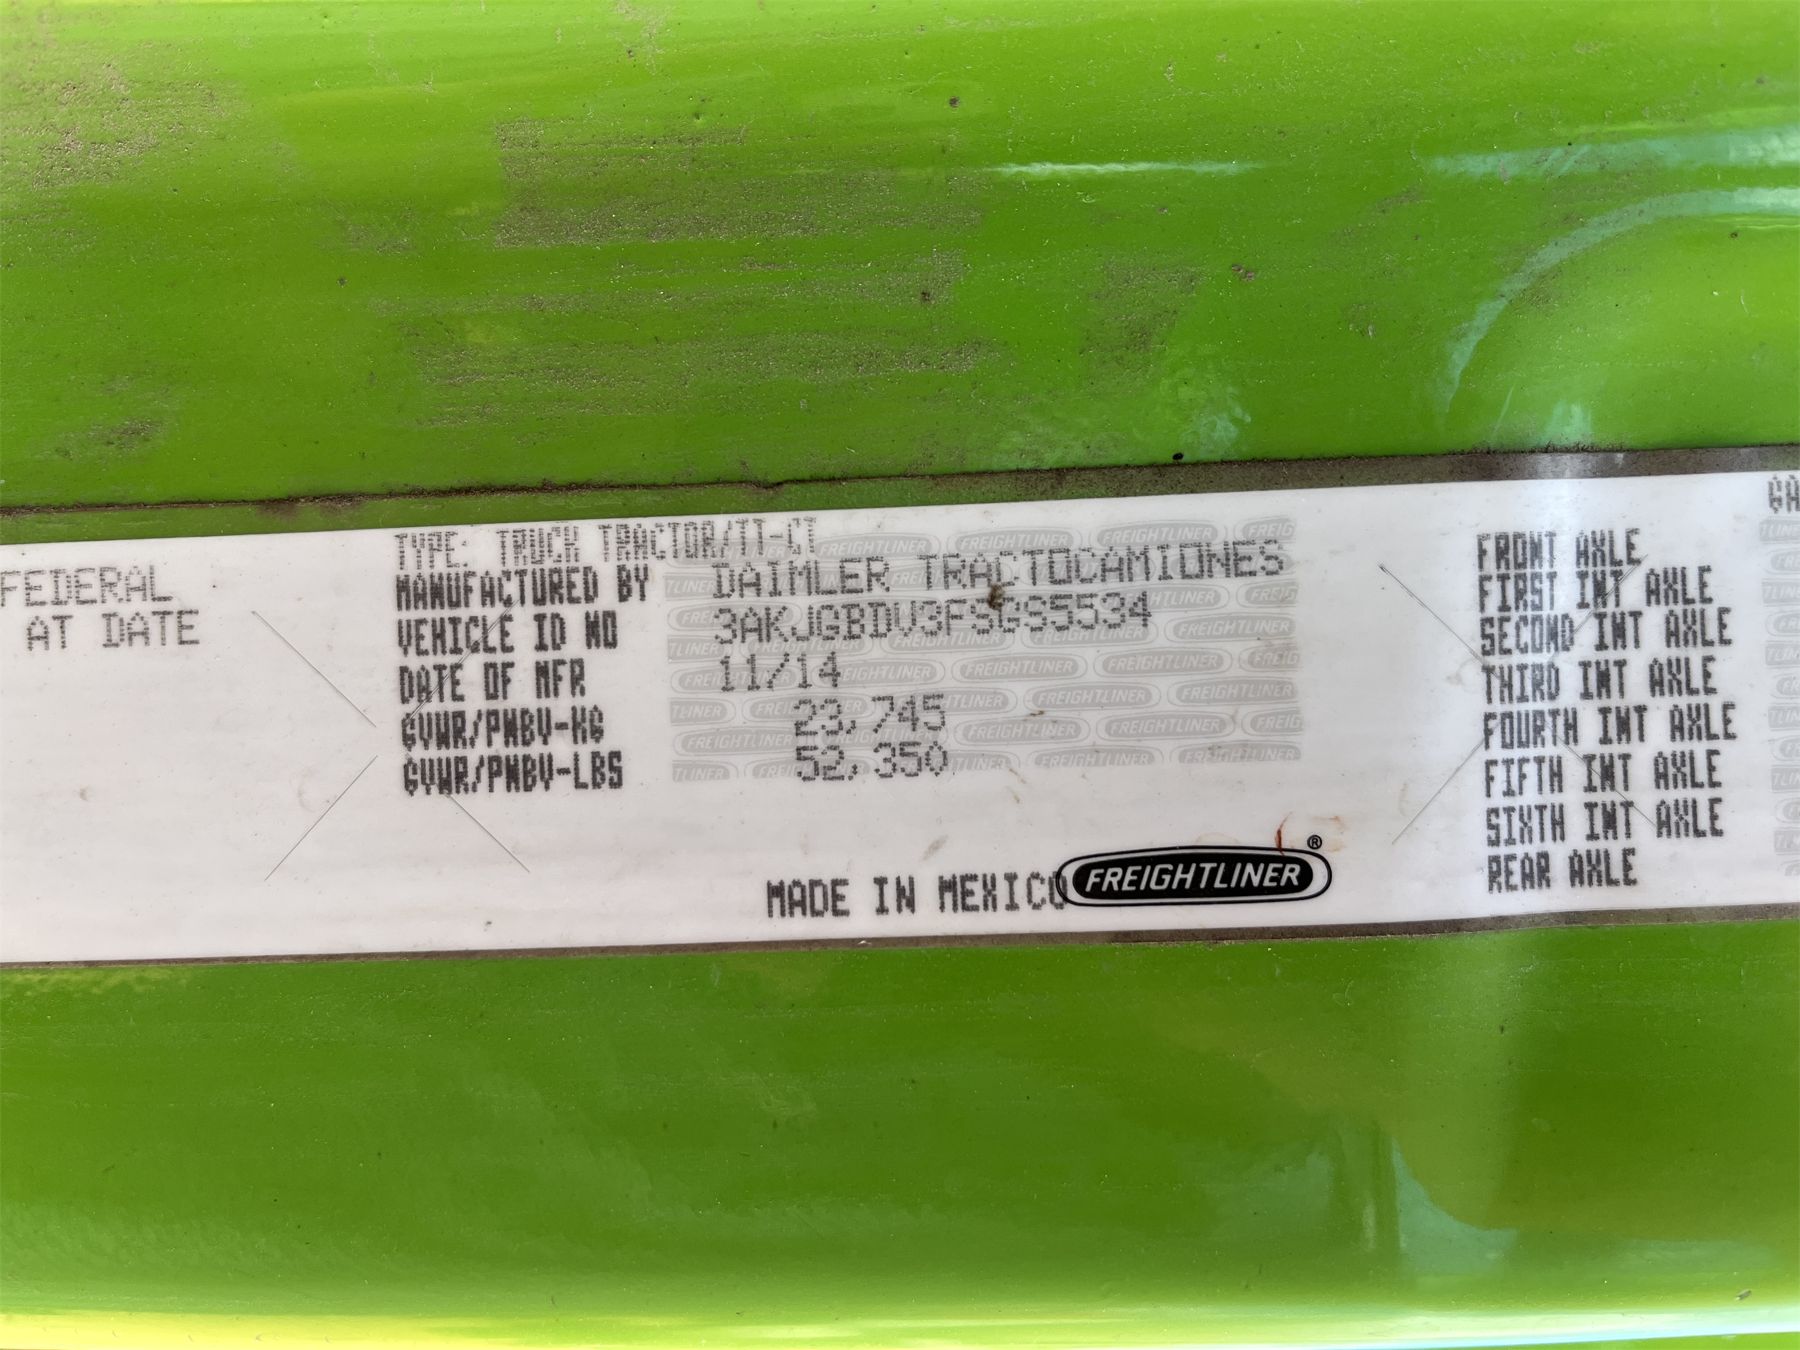 FEDERAL
AT DATE
TYPE: TRUCK TRACTOR/TT-CT
MANUFACTURED BY DAIMLER TRACTOCAMIONES
VEHICLE ID NO 3AKJGBDV3FSGS5534
DATE OF MFR 11/14
GVWR/PNBV-KG 23,745
GVWR/PNBV-LBS 52,350
MADE IN MEXICO FREIGHTLINER®
FRONT AXLE
FIRST INT AXLE
SECOND INT AXLE
THIRD INT AXLE
FOURTH INT AXLE
FIFTH INT AXLE
SIXTH INT AXLE
REAR AXLE
GA